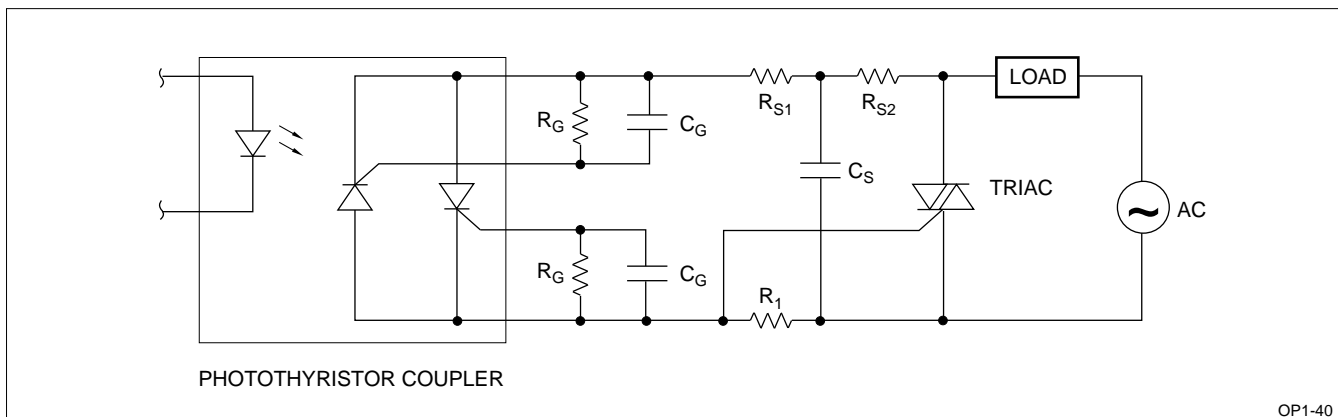 LOAD
R_S1
R_S2
R_G
C_G
C_S
TRIAC
~
AC
R_G
C_G
R_1
PHOTOTHYRISTOR COUPLER
OP1-40